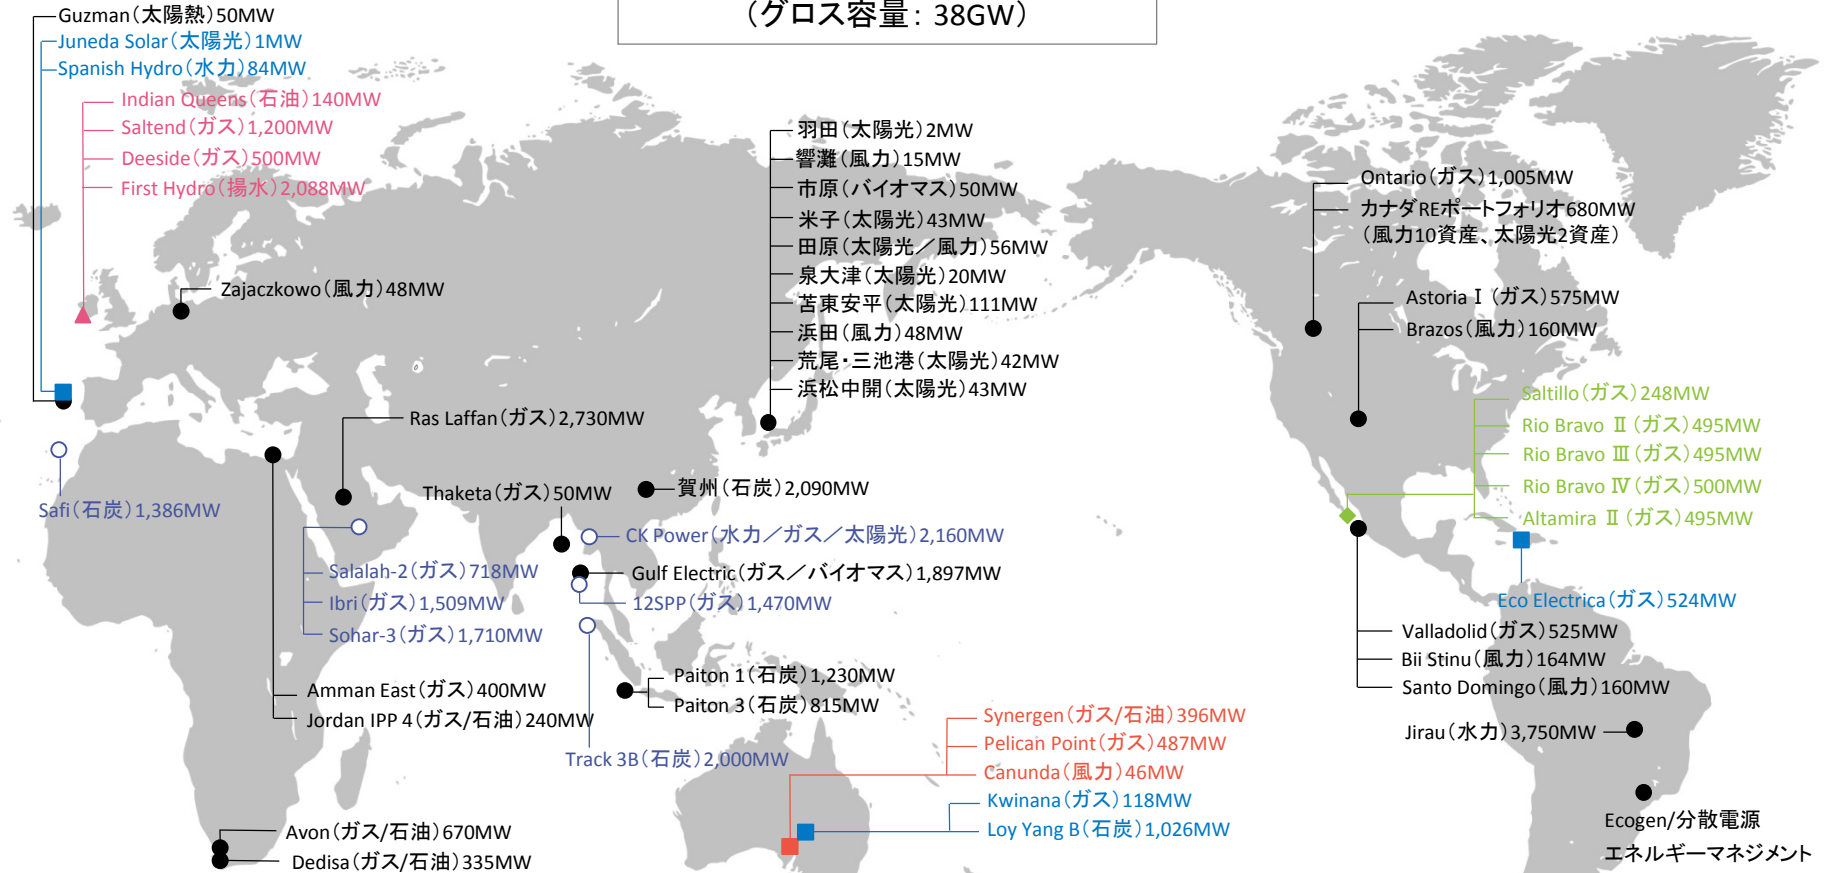 （グロス容量： 38GW）
Guzman（太陽熱）50MW
Juneda Solar（太陽光）1MW
Spanish Hydro（水力）84MW
Indian Queens（石油）140MW
Saltend（ガス）1,200MW
Deeside（ガス）500MW
First Hydro（揚水）2,088MW
Zajaczkowo（風力）48MW
羽田（太陽光）2MW
響灘（風力）15MW
市原（バイオマス）50MW
米子（太陽光）43MW
田原（太陽光／風力）56MW
泉大津（太陽光）20MW
苫東安平（太陽光）111MW
浜田（風力）48MW
荒尾・三池港（太陽光）42MW
浜松中開（太陽光）43MW
Ontario（ガス）1,005MW
カナダREポートフォリオ680MW
（風力10資産、太陽光2資産）
Astoria Ⅰ（ガス）575MW
Brazos（風力）160MW
Saltillo（ガス）248MW
Rio Bravo Ⅱ（ガス）495MW
Rio Bravo Ⅲ（ガス）495MW
Rio Bravo Ⅳ（ガス）500MW
Altamira Ⅱ（ガス）495MW
Ras Laffan（ガス）2,730MW
Thaketa（ガス）50MW
賀州（石炭）2,090MW
Safi（石炭）1,386MW
CK Power（水力／ガス／太陽光）2,160MW
Salalah-2（ガス）718MW
Ibri（ガス）1,509MW
Sohar-3（ガス）1,710MW
Gulf Electric（ガス／バイオマス）1,897MW
12SPP（ガス）1,470MW
Eco Electrica（ガス）524MW
Valladolid（ガス）525MW
Bii Stinu（風力）164MW
Santo Domingo（風力）160MW
Amman East（ガス）400MW
Jordan IPP 4（ガス/石油）240MW
Paiton 1（石炭）1,230MW
Paiton 3（石炭）815MW
Track 3B（石炭）2,000MW
Synergen（ガス/石油）396MW
Pelican Point（ガス）487MW
Canunda（風力）46MW
Kwinana（ガス）118MW
Loy Yang B（石炭）1,026MW
Jirau（水力）3,750MW
Avon（ガス/石油）670MW
Dedisa（ガス/石油）335MW
Ecogen/分散電源
エネルギーマネジメント